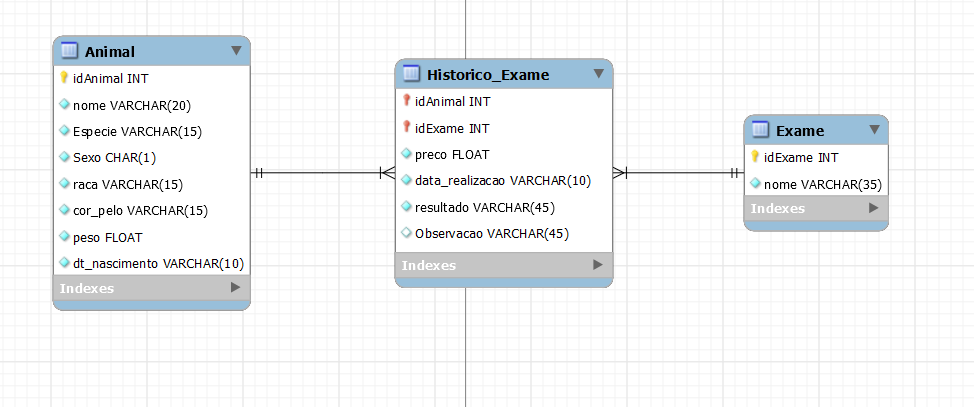 Animal
idAnimal INT
nome VARCHAR(20)
Especie VARCHAR(15)
Sexo CHAR(1)
raca VARCHAR(15)
cor_pelo VARCHAR(15)
peso FLOAT
dt_nascimento VARCHAR(10)
Indexes
Historico_Exame
idAnimal INT
idExame INT
preco FLOAT
data_realizacao VARCHAR(10)
resultado VARCHAR(45)
Observacao VARCHAR(45)
Indexes
Exame
idExame INT
nome VARCHAR(35)
Indexes